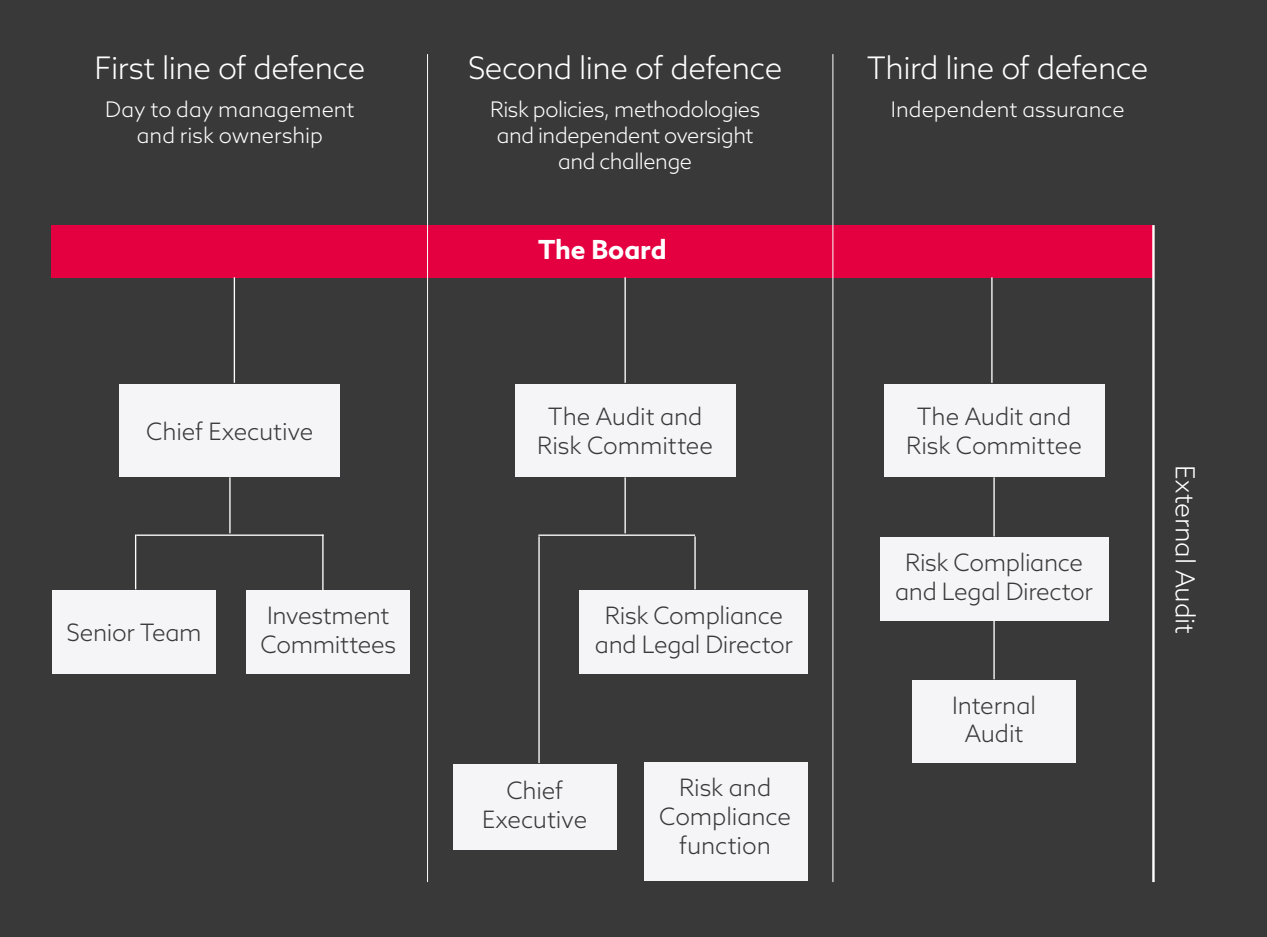 First line of defence
Day to day management
and risk ownership
Second line of defence
Risk policies, methodologies
and independent oversight
and challenge
Third line of defence
Independent assurance
The Board
Chief Executive
Senior Team
Investment
Committees
The Audit and
Risk Committee
Risk Compliance
and Legal Director
Chief
Executive
Risk and
Compliance
function
The Audit and
Risk Committee
Risk Compliance
and Legal Director
Internal
Audit
External Audit